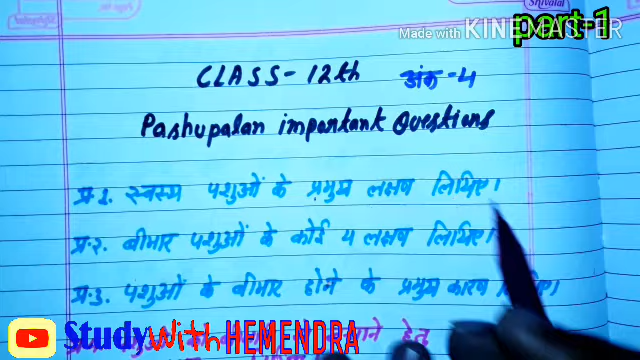 part-1
Shivalal
Made with KINEMASTER
CLASS-12th अंक-4
Pashupalan important Questions
प्र-1. स्वस्थ पशुओं के प्रमुख लक्षण लिखिए।
प्र-2. बीमार पशुओं के कोई 4 लक्षण लिखिए।
प्र-3. पशुओं के बीमार होने के प्रमुख कारण
हेतु
Study With HEMENDRA